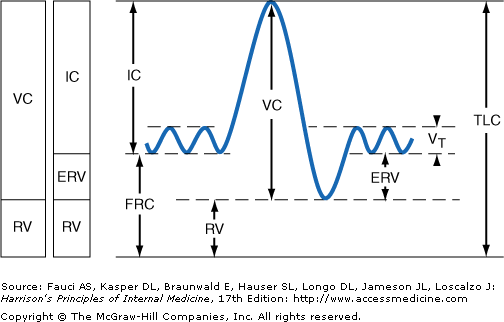 VC
IC
ERV
RV
RV
IC
FRC
VC
RV
ERV
VT
TLC
Source: Fauci AS, Kasper DL, Braunwald E, Hauser SL, Longo DL, Jameson JL, Loscalzo J:
Harrison's Principles of Internal Medicine, 17th Edition: http://www.accessmedicine.com
Copyright © The McGraw-Hill Companies, Inc. All rights reserved.